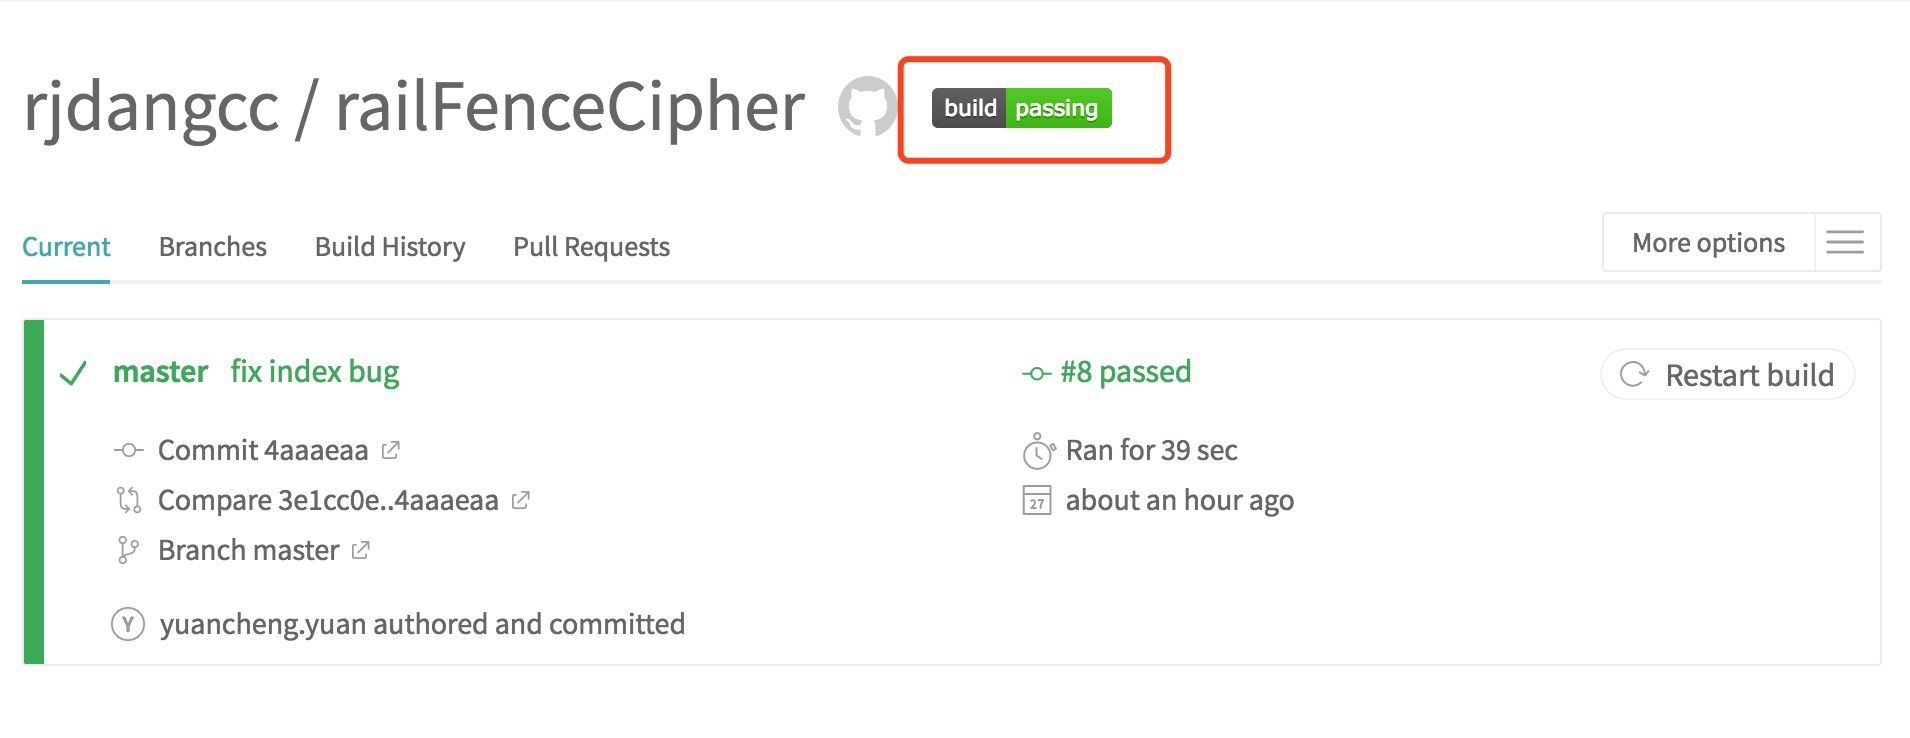 rjdangcc / railFenceCipher build passing
Current Branches Build History Pull Requests More options
master fix index bug #8 passed Restart build
Commit 4aaaeaa Ran for 39 sec
Compare 3e1cc0e..4aaaeaa 27 about an hour ago
Branch master
Y yuancheng.yuan authored and committed